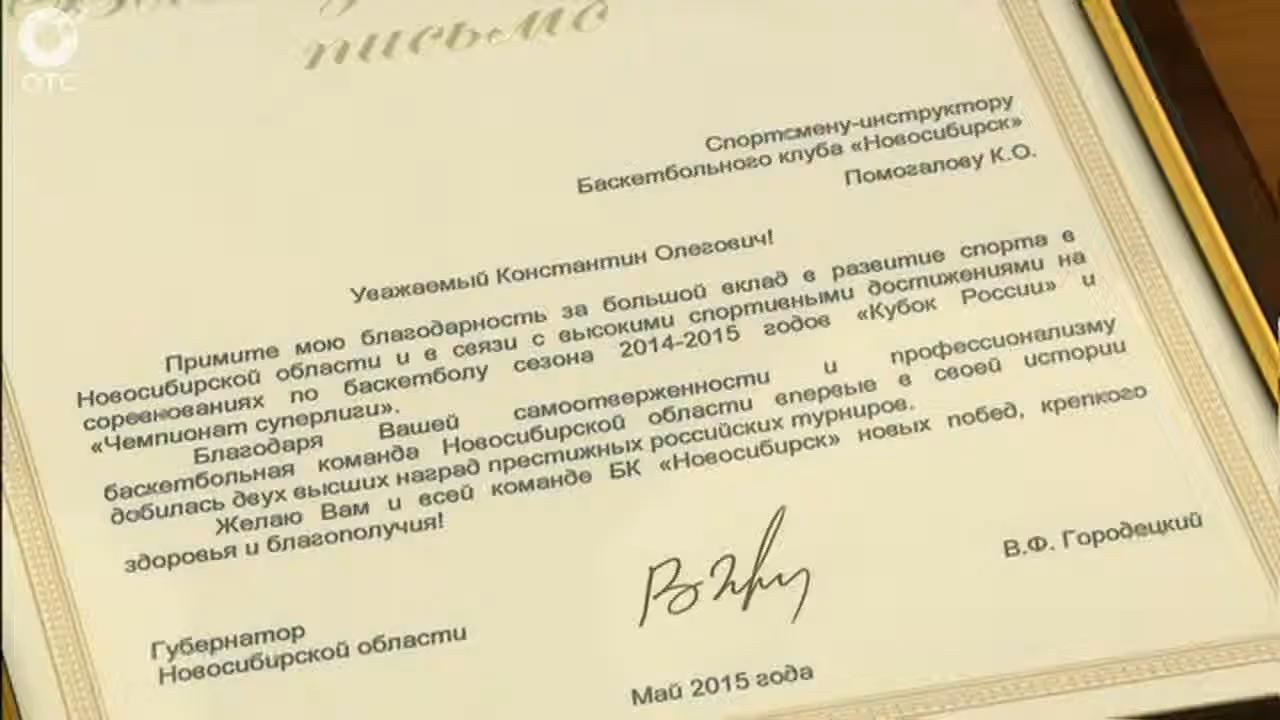 ОТС
письмо
Спортсмену-инструктору
Баскетбольного клуба «Новосибирск»
Помогалову К.О.
Уважаемый Константин Олегович!
Примите мою благодарность за большой вклад в развитие спорта в
Новосибирской области и в связи с высокими спортивными достижениями на
соревнованиях по баскетболу сезона 2014-2015 годов «Кубок России» и
«Чемпионат суперлиги».
Благодаря Вашей самоотверженности и профессионализму
баскетбольная команда Новосибирской области впервые в своей истории
добилась двух высших наград престижных российских турниров.
Желаю Вам и всей команде БК «Новосибирск» новых побед, крепкого
здоровья и благополучия!
Губернатор
Новосибирской области
В.Ф. Городецкий
Май 2015 года